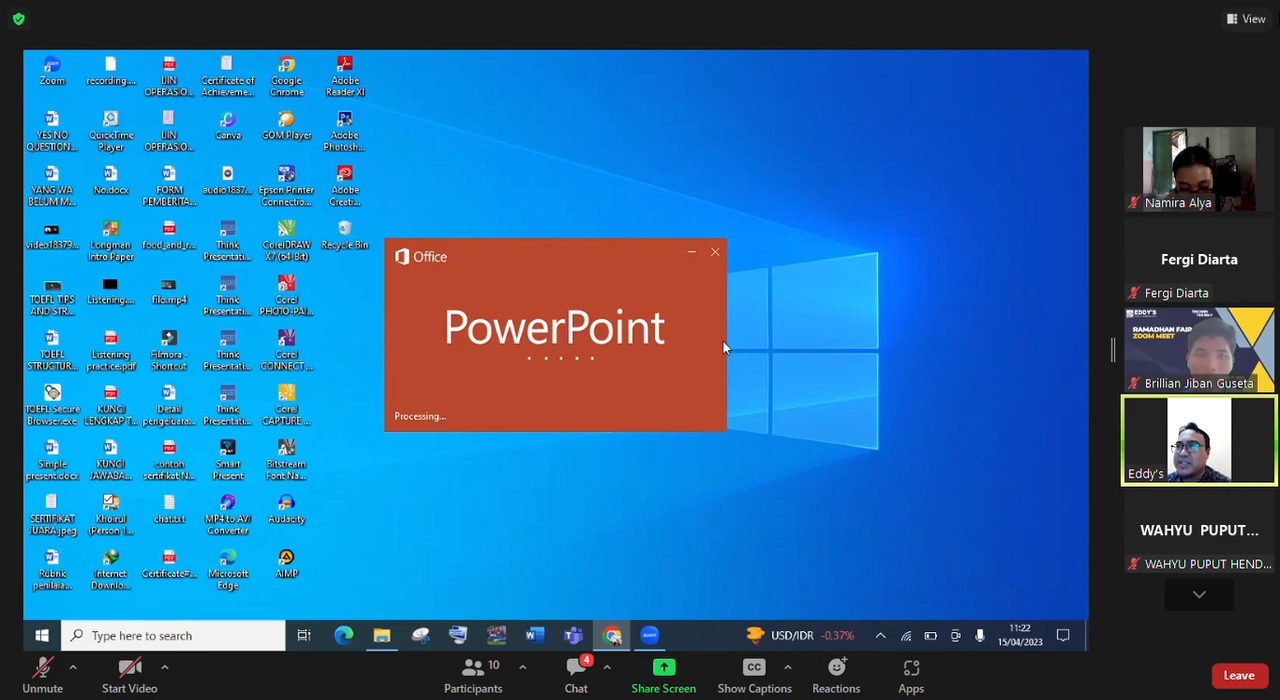 View
Zoom
recording....
IJIN
OPERASIO...
Certificate of
Achieveme...
Google
Chrome
Adobe
Reader XI
YES NO
QUESTION...
QuickTime
Player
IJIN
OPERASIO...
Canva
GOM Player
Adobe
Photosh...
YANG WA
BELUM M...
No.docx
FORM
PEMBERITA...
audio1837...
Epson Printer
Connectio...
Adobe
Creati...
video18379...
Longman
Intro Paper
food_and_r...
Think
Presentati...
CorelDRAW
X7 (64-Bit)
Recycle Bin
TOEFL TIPS
AND STR...
Listening....
filo.mp4
Think
Presentati...
Corel
PHOTO-PAI...
TOEFL
STRUCTUR...
Listening
practice.pdf
Filmora -
Shortcut
Think
Presentati...
Corel
CONNECT ...
TOEFL Secure
Browser.exe
KUNCI
LENGKAP T...
Detail
pengeluara...
Think
Presentati...
Corel
CAPTURE ...
Simple
present.docx
KUNCI
JAWABA...
contoh
sertifikat N...
Smart
Present
Bitstream
Font Na...
SERTIFIKAT
JUARA.jpeg
Khoirul
(Person 1...
chat.txt
MP4 to AVI
Converter
Audacity
Rubrik
penilaia...
Internet
Downlo...
Certificate#...
Microsoft
Edge
AIMP
Office
PowerPoint
Processing...
Type here to search
USD/IDR -0.37%
11:22
15/04/2023
Namira Alya
Fergi Diarta
Fergi Diarta
EDDY'S
RAMADHAN FAIR
ZOOM MEET
Brillian Jiban Guseta
Eddy's
WAHYU PUPUT...
WAHYU PUPUT HEND...
Unmute
Start Video
10
Participants
4
Chat
Share Screen
CC
Show Captions
Reactions
Apps
Leave